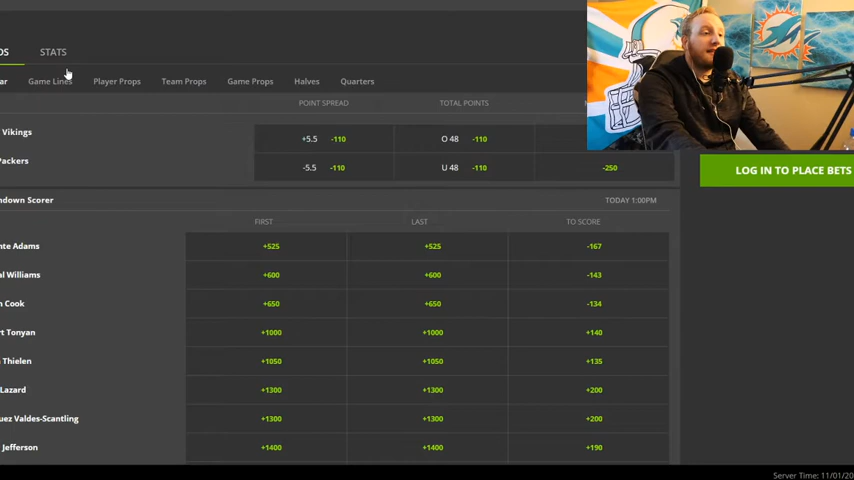 OS STATS
ar Game Lines Player Props Team Props Game Props Halves Quarters
POINT SPREAD TOTAL POINTS M
Vikings +5.5 -110 O 48 -110
Packers -5.5 -110 U 48 -110 -250
LOG IN TO PLACE BETS
ndown Scorer TODAY 1:00PM
FIRST LAST TO SCORE
nte Adams +525 +525 -167
al Williams +600 +600 -143
n Cook +650 +650 -134
rt Tonyan +1000 +1000 +140
Thielen +1050 +1050 +135
Lazard +1300 +1300 +200
uez Valdes-Scantling +1300 +1300 +200
Jefferson +1400 +1400 +190
Server Time: 11/01/20